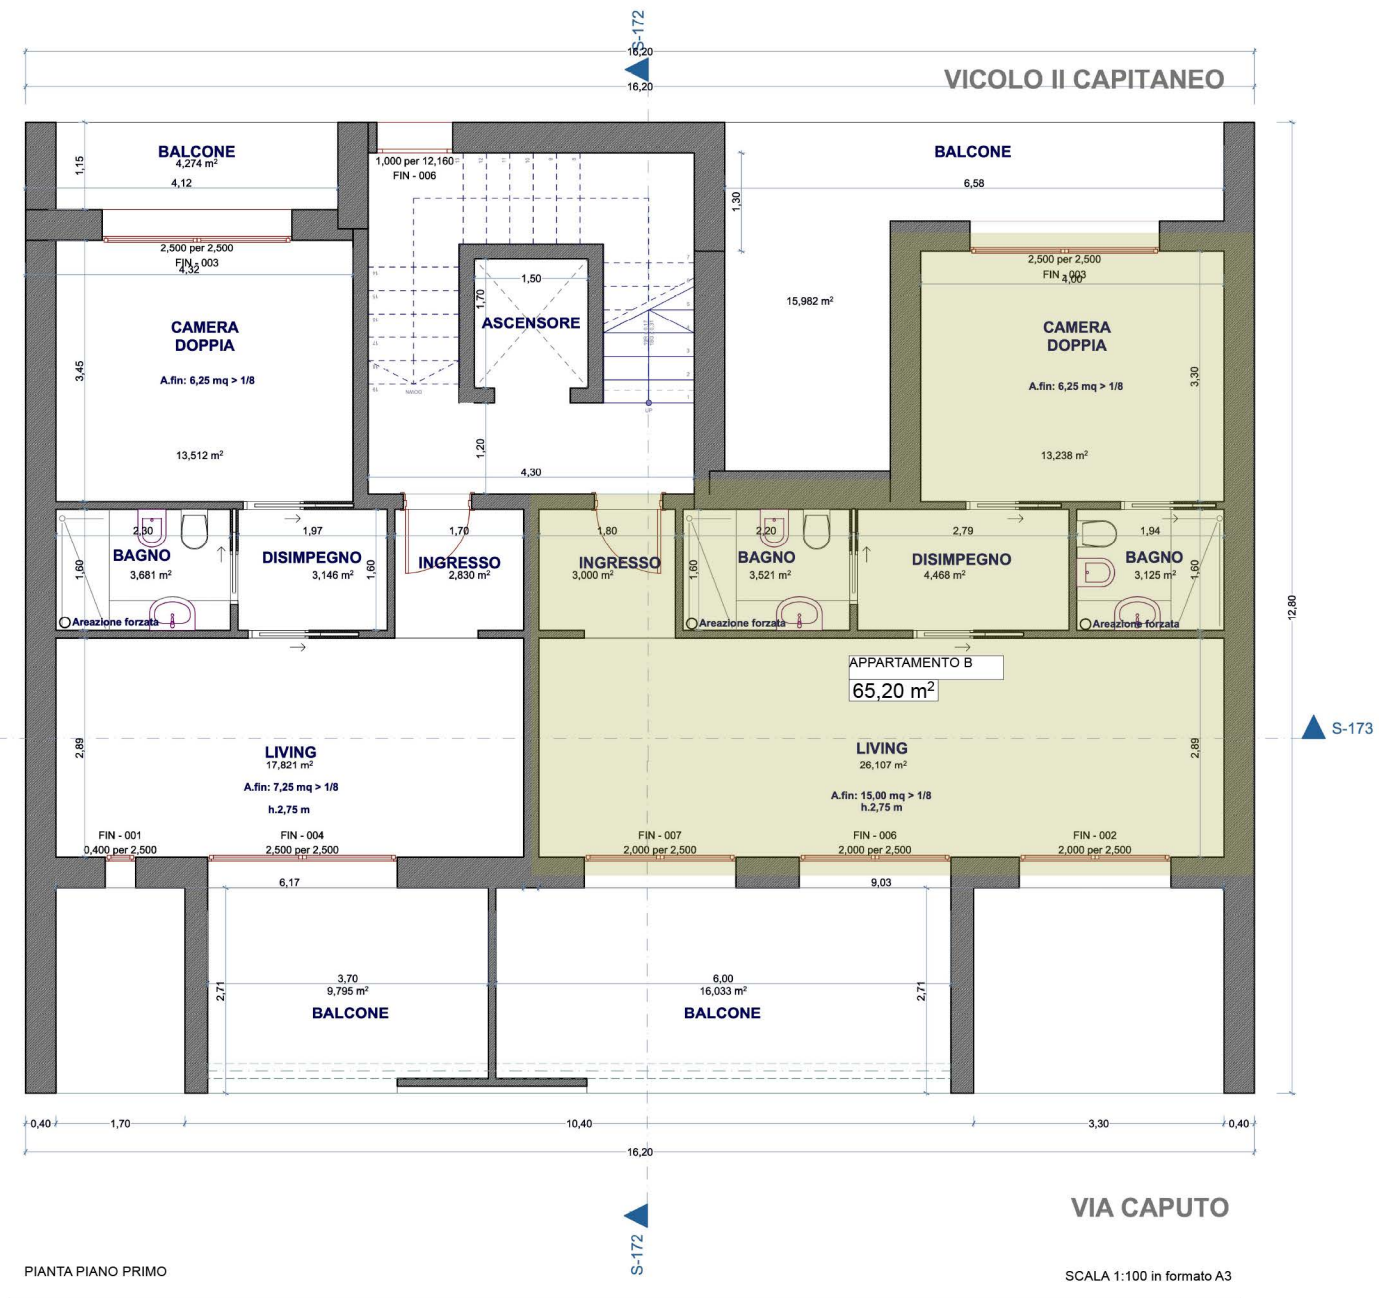 S-172
16,20
16,20
VICOLO II CAPITANEO
BALCONE
4,274 m²
4,12
1,15
1,000 per 12,160
FIN - 006
BALCONE
6,58
1,30
2,500 per 2,500
FIN - 003
4,32
2,500 per 2,500
FIN - 003
4,00
1,50
1,70
ASCENSORE
15,982 m²
CAMERA
DOPPIA
A.fin: 6,25 mq > 1/8
3,45
13,512 m²
CAMERA
DOPPIA
A.fin: 6,25 mq > 1/8
3,30
13,238 m²
DOWN
UP
1,20
4,30
2,30
BAGNO
3,681 m²
1,60
Areazione forzata
1,97
DISIMPEGNO
3,146 m²
1,60
1,70
INGRESSO
2,830 m²
1,80
INGRESSO
3,000 m²
2,20
BAGNO
3,521 m²
1,60
Areazione forzata
2,79
DISIMPEGNO
4,468 m²
1,94
BAGNO
3,125 m²
1,60
Areazione forzata
12,80
APPARTAMENTO B
65,20 m²
S-173
2,89
LIVING
17,821 m²
A.fin: 7,25 mq > 1/8
h.2,75 m
LIVING
26,107 m²
A.fin: 15,00 mq > 1/8
h.2,75 m
2,89
FIN - 001
0,400 per 2,500
FIN - 004
2,500 per 2,500
FIN - 007
2,000 per 2,500
FIN - 006
2,000 per 2,500
FIN - 002
2,000 per 2,500
6,17
9,03
2,71
3,70
9,795 m²
BALCONE
6,00
16,033 m²
BALCONE
2,71
0,40
1,70
10,40
3,30
0,40
16,20
VIA CAPUTO
S-172
PIANTA PIANO PRIMO
SCALA 1:100 in formato A3